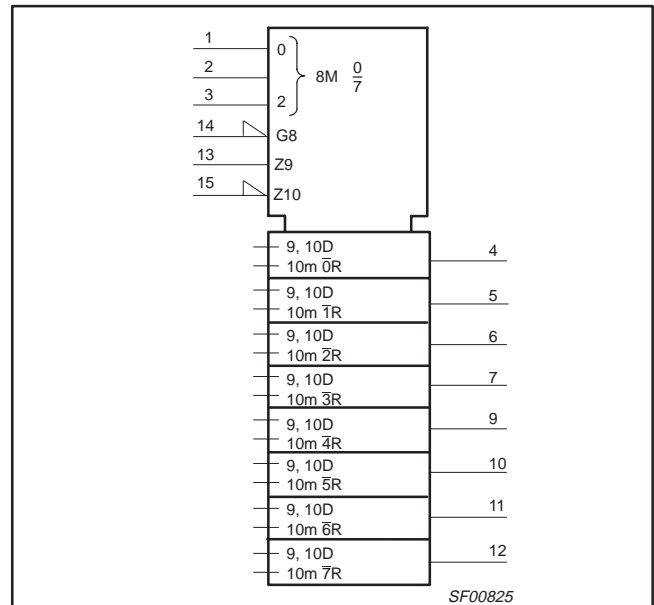 1
0
2
8M 0/7
3
2
14
G8
13
Z9
15
Z10
9, 10D
4
10m 0̅R
9, 10D
5
10m 1̅R
9, 10D
6
10m 2̅R
9, 10D
7
10m 3̅R
9, 10D
9
10m 4̅R
9, 10D
10
10m 5̅R
9, 10D
11
10m 6̅R
9, 10D
12
10m 7̅R
SF00825